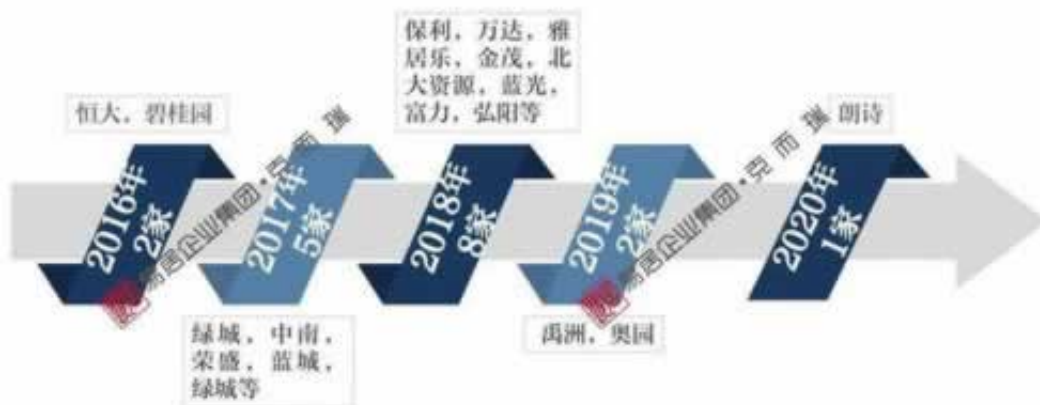 保利，万达，雅
居乐，金茂，北
大资源，蓝光，
富力，弘阳等
恒大，碧桂园
朗诗
2016年
2家
2017年
5家
2018年
8家
2019年
2家
2020年
1家
易居企业集团·克而瑞
易居企业集团·克而瑞
绿城，中南，
荣盛，蓝城，
绿城等
禹洲，奥园